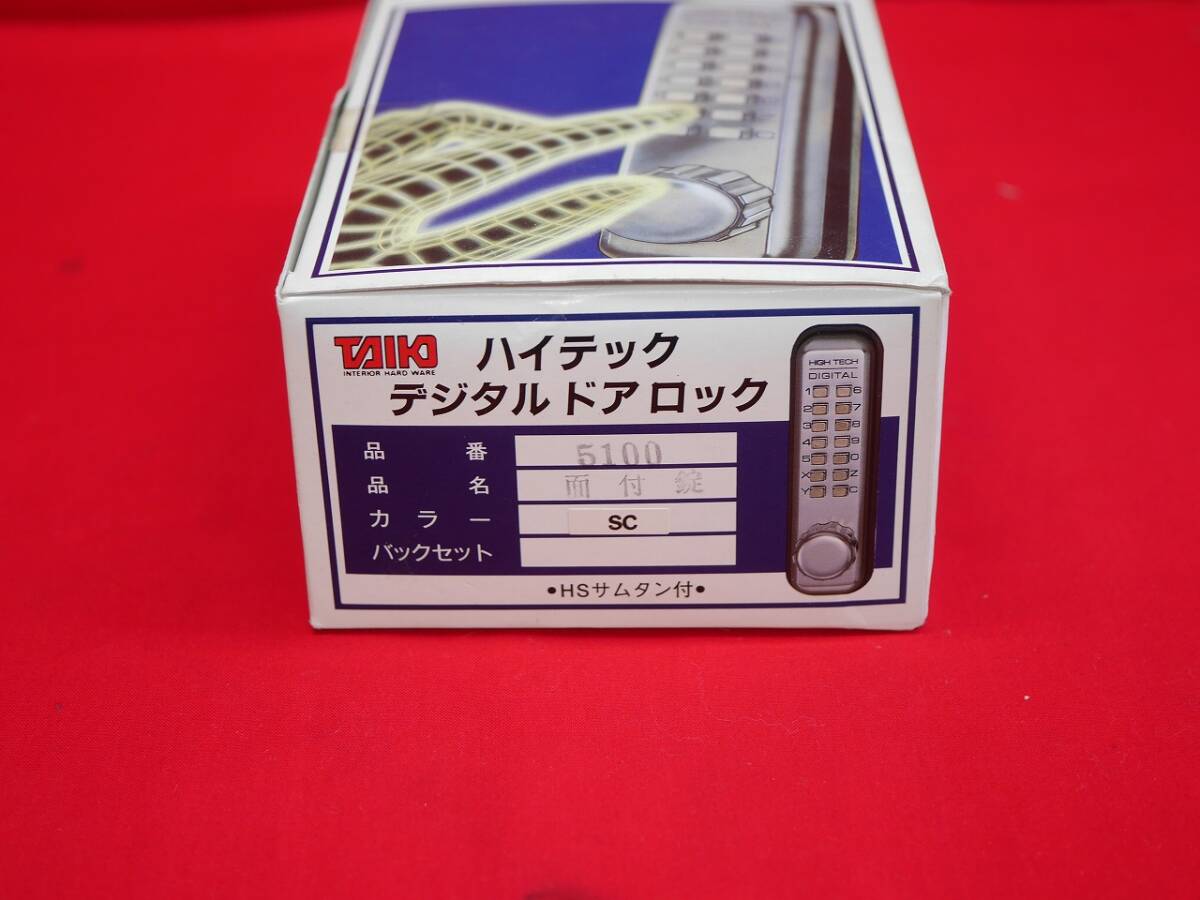 TAIKO
INTERIOR HARD WARE
ハイテック
デジタルドアロック
品番 5100
品名 面付錠
カラー SC
バックセット
●HSサムタン付●
HIGH TECH
DIGITAL
1 6
2 7
3 8
4 9
5 0
X Z
Y C